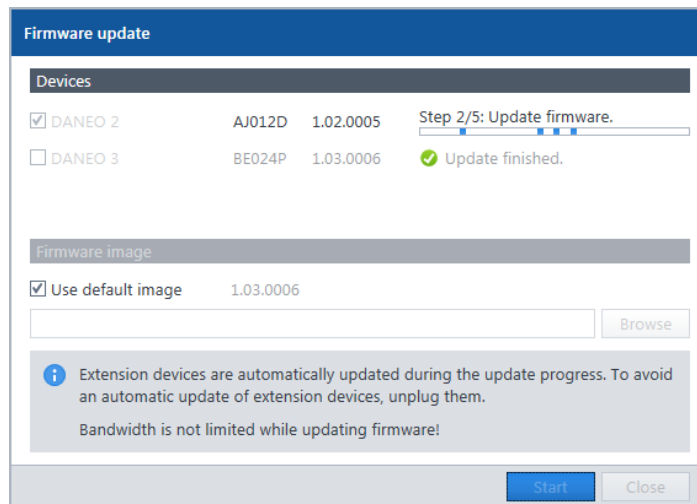 Firmware update
Devices
DANEO 2 AJ012D 1.02.0005 Step 2/5: Update firmware.
DANEO 3 BE024P 1.03.0006 Update finished.
Firmware image
Use default image 1.03.0006
Browse
Extension devices are automatically updated during the update progress. To avoid
an automatic update of extension devices, unplug them.
Bandwidth is not limited while updating firmware!
Start Close